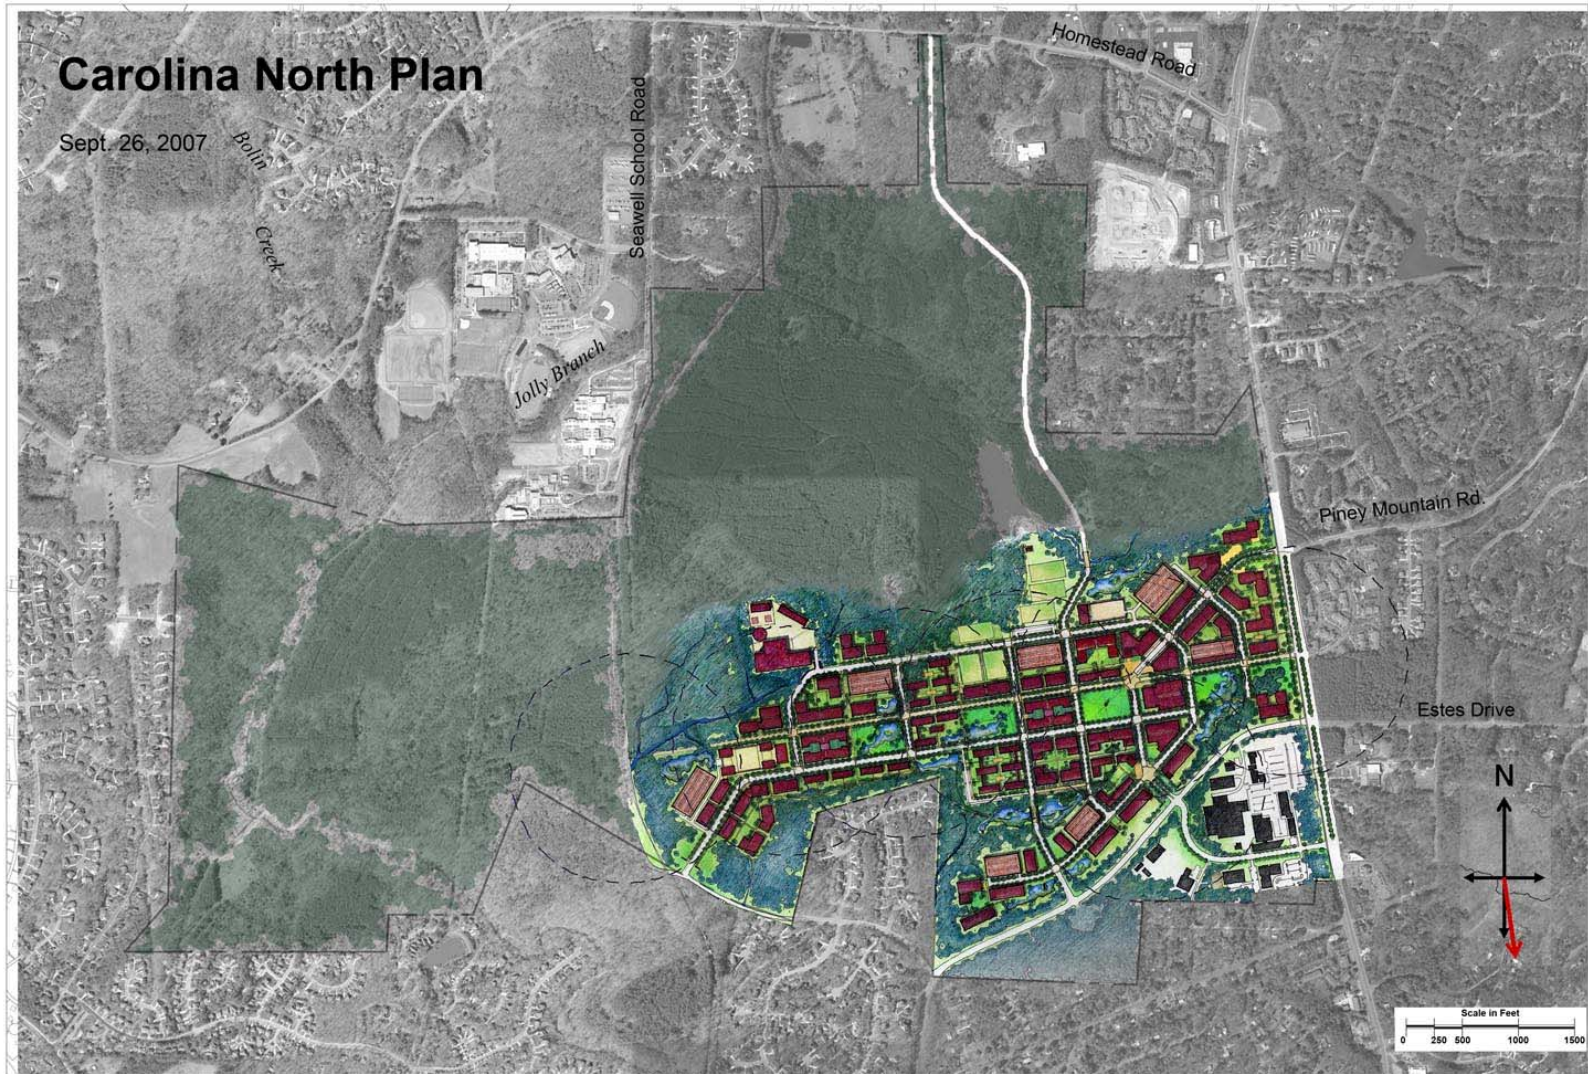 Carolina North Plan
Sept. 26, 2007
Bolin
Creek
Seawell School Road
Homestead Road
Jolly Branch
Piney Mountain Rd.
Estes Drive
N
Scale in Feet
0 250 500 1000 1500